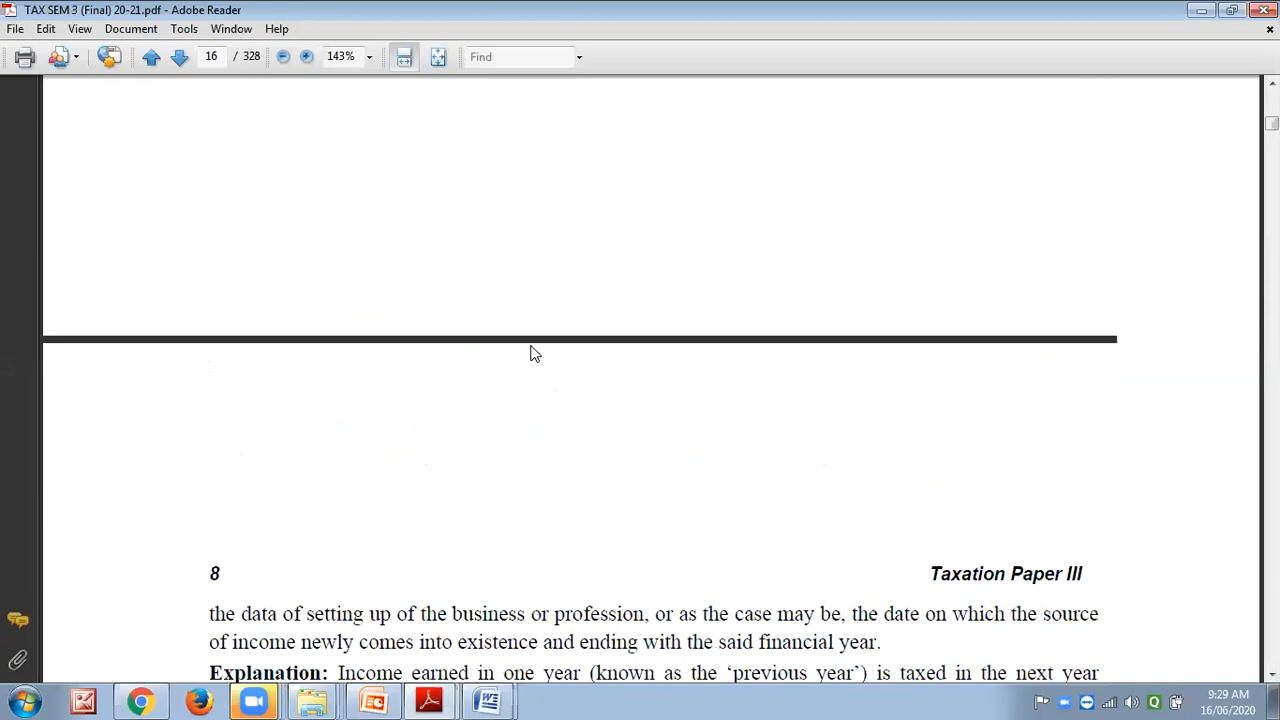 TAX SEM 3 (Final) 20-21.pdf - Adobe Reader
File Edit View Document Tools Window Help
16 / 328 143% Find
8 Taxation Paper III
the data of setting up of the business or profession, or as the case may be, the date on which the source
of income newly comes into existence and ending with the said financial year.
Explanation: Income earned in one year (known as the ‘previous year’) is taxed in the next year
9:29 AM
16/06/2020